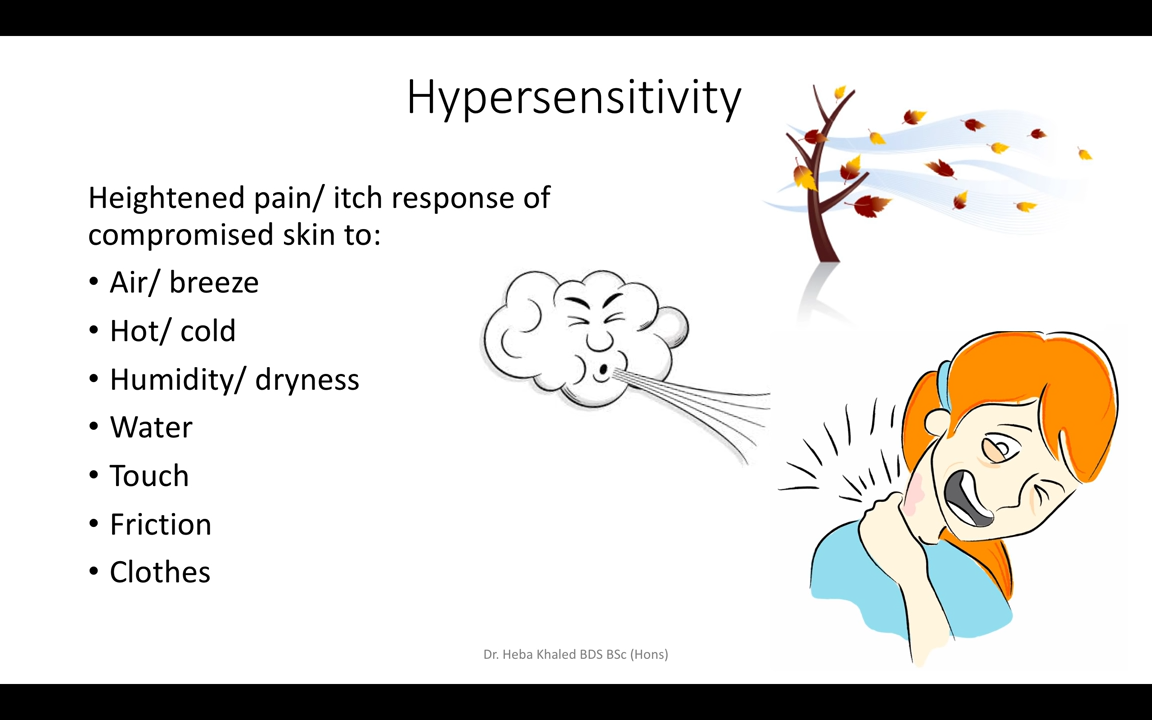 Hypersensitivity
Heightened pain/ itch response of
compromised skin to:
• Air/ breeze
• Hot/ cold
• Humidity/ dryness
• Water
• Touch
• Friction
• Clothes
Dr. Heba Khaled BDS BSc (Hons)